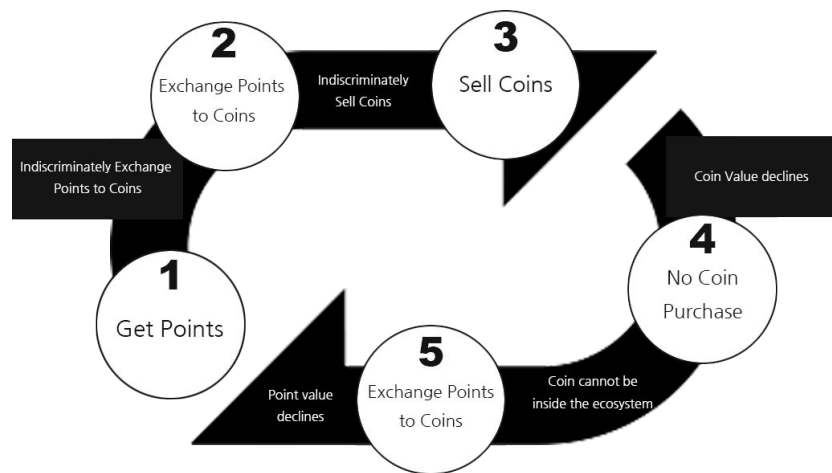 1
Get Points
Indiscriminately Exchange
Points to Coins
2
Exchange Points
to Coins
Indiscriminately
Sell Coins
3
Sell Coins
Coin Value declines
4
No Coin
Purchase
Coin cannot be
inside the ecosystem
5
Exchange Points
to Coins
Point value
declines